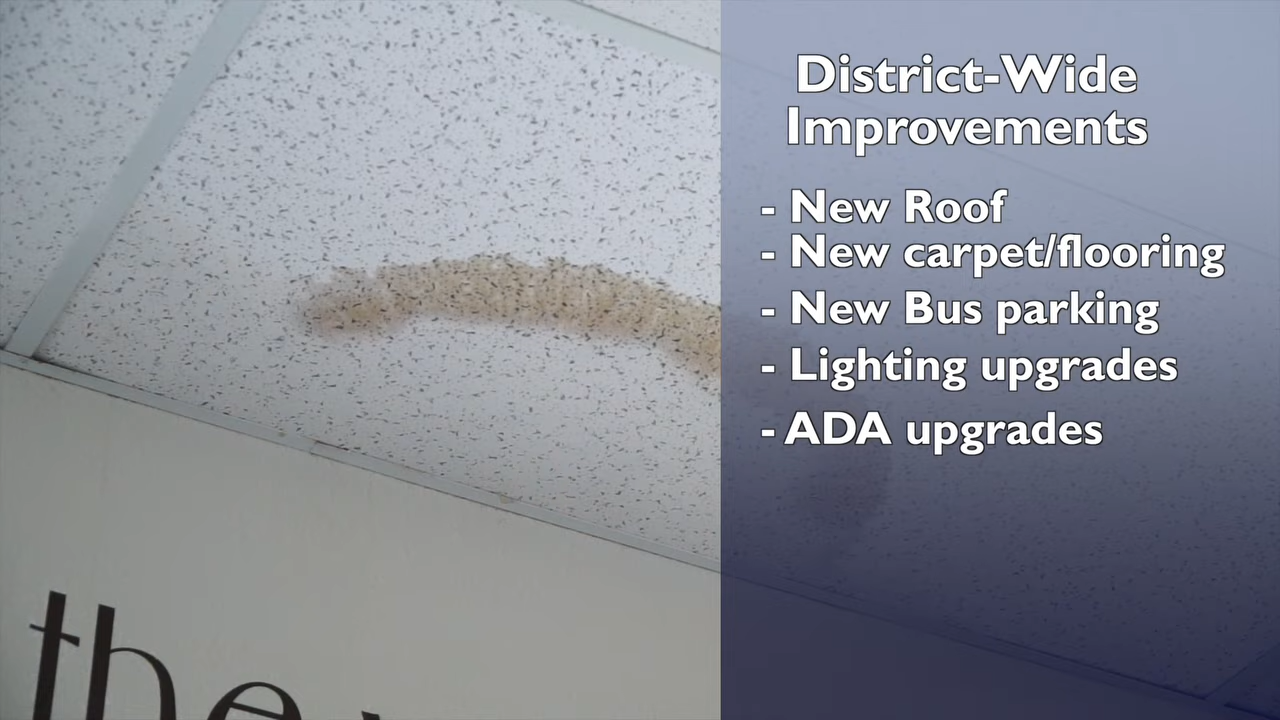 District-Wide
Improvements
- New Roof
- New carpet/flooring
- New Bus parking
- Lighting upgrades
- ADA upgrades
the